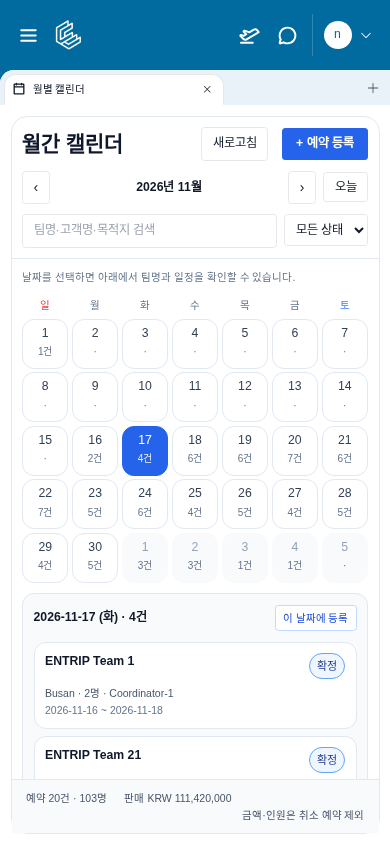 n
월별 캘린더
월간 캘린더
새로고침
+ 예약 등록
‹ 2026년 11월 › 오늘
팀명·고객명·목적지 검색 모든 상태
날짜를 선택하면 아래에서 팀명과 일정을 확인할 수 있습니다.
일 월 화 수 목 금 토
1 2 3 4 5 6 7
1건 · · · · · ·
8 9 10 11 12 13 14
· · · · · · ·
15 16 17 18 19 20 21
· 2건 4건 6건 6건 7건 6건
22 23 24 25 26 27 28
7건 5건 6건 4건 5건 4건 5건
29 30 1 2 3 4 5
4건 5건 3건 3건 1건 1건 ·
2026-11-17 (화) · 4건 이 날짜에 등록
ENTRIP Team 1 확정
Busan · 2명 · Coordinator-1
2026-11-16 ~ 2026-11-18
ENTRIP Team 21 확정
예약 20건 · 103명 판매 KRW 111,420,000
금액·인원은 취소 예약 제외